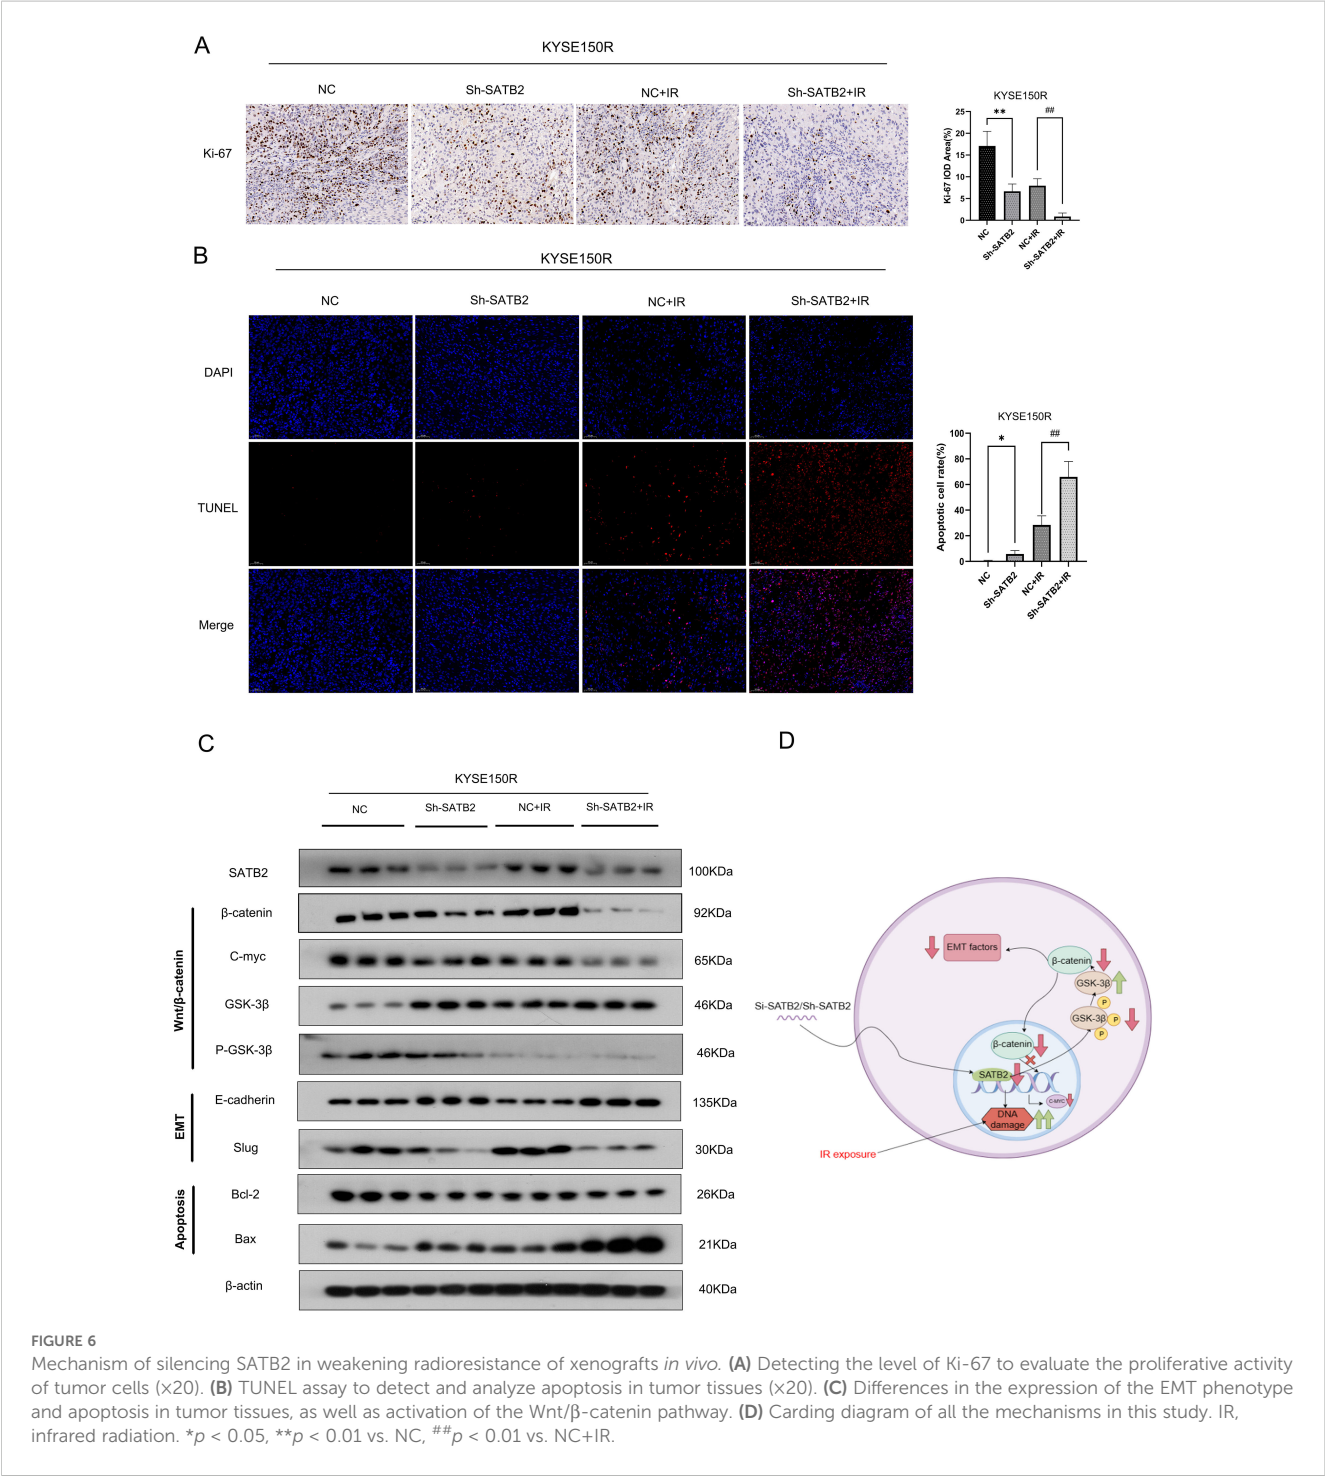 A
KYSE150R
NC
Sh-SATB2
NC+IR
Sh-SATB2+IR
Ki-67
KYSE150R
Ki-67 IOD Area(%)
25
20
15
10
5
0
**
##
NC
Sh-SATB2
NC+IR
Sh-SATB2+IR
B
KYSE150R
NC
Sh-SATB2
NC+IR
Sh-SATB2+IR
DAPI
TUNEL
Merge
KYSE150R
Apoptotic cell rate(%)
100
80
60
40
20
0
*
##
NC
Sh-SATB2
NC+IR
Sh-SATB2+IR
C
KYSE150R
NC
Sh-SATB2
NC+IR
Sh-SATB2+IR
SATB2
100KDa
Wnt/β-catenin
β-catenin
92KDa
C-myc
65KDa
GSK-3β
46KDa
P-GSK-3β
46KDa
EMT
E-cadherin
135KDa
Slug
30KDa
Apoptosis
Bcl-2
26KDa
Bax
21KDa
β-actin
40KDa
D
Si-SATB2/Sh-SATB2
EMT factors
β-catenin
GSK-3β
P
GSK-3β
P
P
β-catenin
SATB2
C-MYC
DNA
damage
IR exposure
FIGURE 6
Mechanism of silencing SATB2 in weakening radioresistance of xenografts in vivo. (A) Detecting the level of Ki-67 to evaluate the proliferative activity
of tumor cells (×20). (B) TUNEL assay to detect and analyze apoptosis in tumor tissues (×20). (C) Differences in the expression of the EMT phenotype
and apoptosis in tumor tissues, as well as activation of the Wnt/β-catenin pathway. (D) Carding diagram of all the mechanisms in this study. IR,
infrared radiation. *p < 0.05, **p < 0.01 vs. NC, ##p < 0.01 vs. NC+IR.